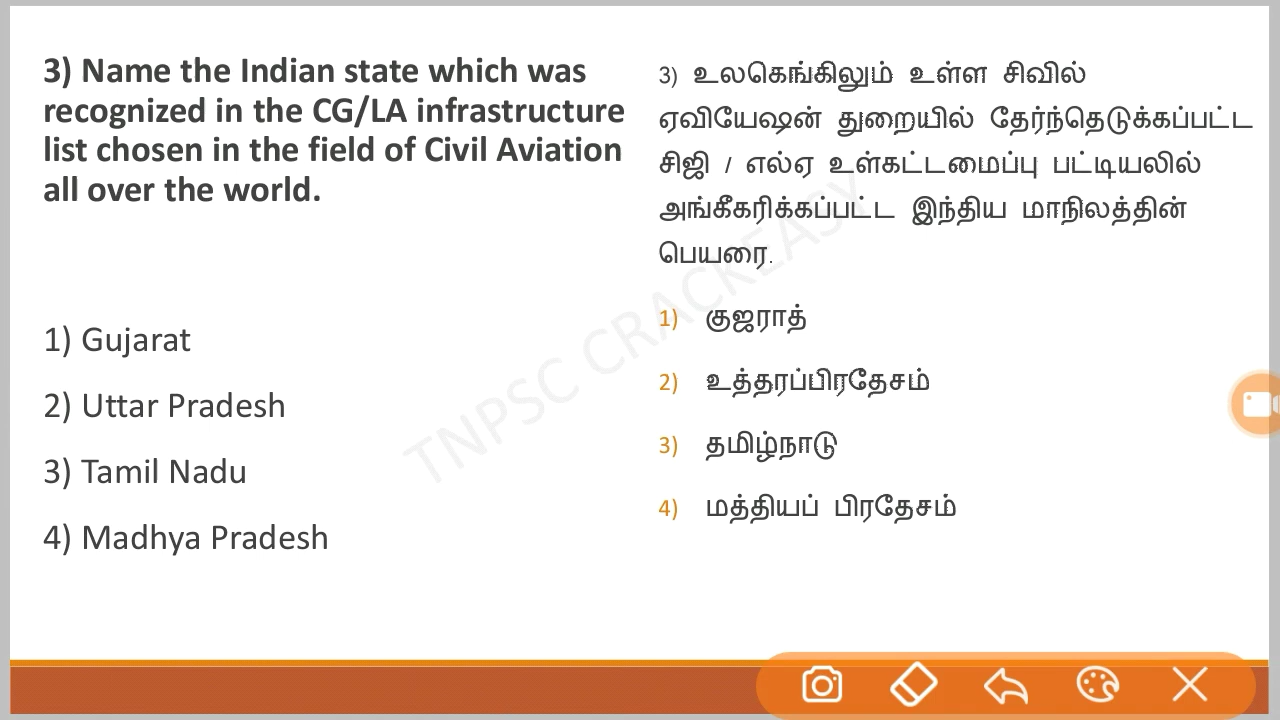 3) Name the Indian state which was
recognized in the CG/LA infrastructure
list chosen in the field of Civil Aviation
all over the world.
1) Gujarat
2) Uttar Pradesh
3) Tamil Nadu
4) Madhya Pradesh
3) உலகெங்கிலும் உள்ள சிவில்
ஏவியேஷன் துறையில் தேர்ந்தெடுக்கப்பட்ட
சிஜி / எல்ஏ உள்கட்டமைப்பு பட்டியலில்
அங்கீகரிக்கப்பட்ட இந்திய மாநிலத்தின்
பெயரை.
1) குஜராத்
2) உத்தரப்பிரதேசம்
3) தமிழ்நாடு
4) மத்தியப் பிரதேசம்
TNPSC CRACKEASY